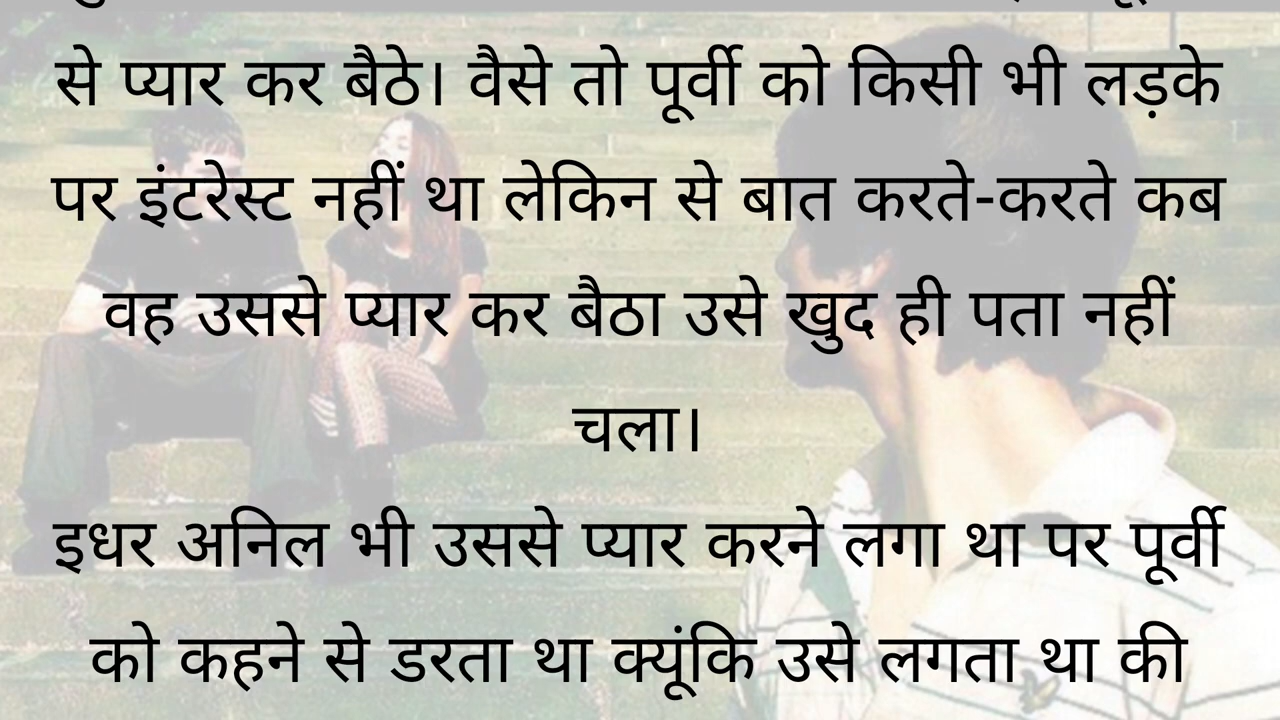 से प्यार कर बैठे। वैसे तो पूर्वी को किसी भी लड़के
पर इंटरेस्ट नहीं था लेकिन से बात करते-करते कब
वह उससे प्यार कर बैठा उसे खुद ही पता नहीं
चला।
इधर अनिल भी उससे प्यार करने लगा था पर पूर्वी
को कहने से डरता था क्यूंकि उसे लगता था की